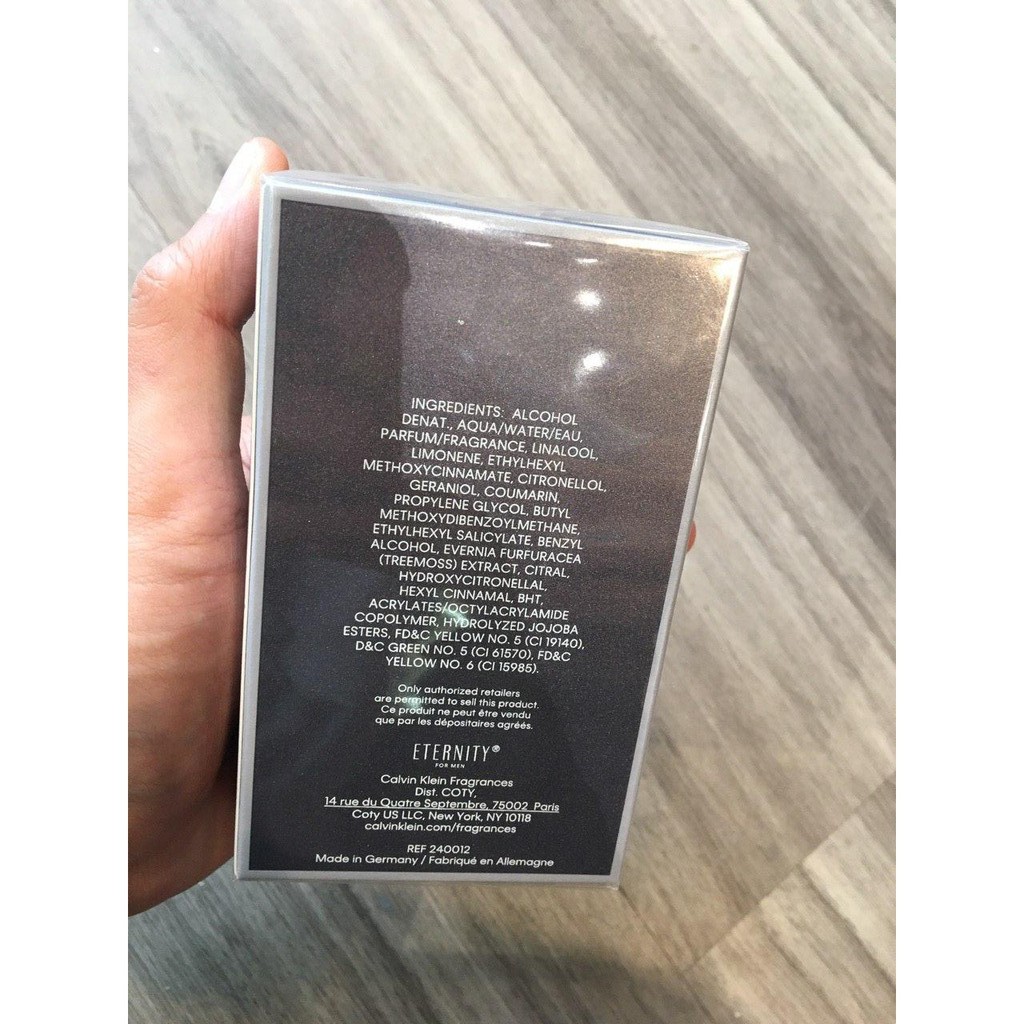 INGREDIENTS: ALCOHOL
DENAT., AQUA/WATER/EAU,
PARFUM/FRAGRANCE, LINALOOL,
LIMONENE, ETHYLHEXYL
METHOXYCINNAMATE, CITRONELLOL,
GERANIOL, COUMARIN,
PROPYLENE GLYCOL, BUTYL
METHOXYDIBENZOYLMETHANE,
ETHYLHEXYL SALICYLATE, BENZYL
ALCOHOL, EVERNIA FURFURACEA
(TREEMOSS) EXTRACT, CITRAL,
HYDROXYCITRONELLAL,
HEXYL CINNAMAL, BHT,
ACRYLATES/OCTYLACRYLAMIDE
COPOLYMER, HYDROLYZED JOJOBA
ESTERS, FD&C YELLOW NO. 5 (CI 19140),
D&C GREEN NO. 5 (CI 61570), FD&C
YELLOW NO. 6 (CI 15985).
Only authorized retailers
are permitted to sell this product.
Ce produit ne peut être vendu
que par les dépositaires agréés.
ETERNITY®
FOR MEN
Calvin Klein Fragrances
Dist. COTY,
14 rue du Quatre Septembre, 75002 Paris
Coty US LLC, New York, NY 10118
calvinklein.com/fragrances
REF 240012
Made in Germany / Fabriqué en Allemagne